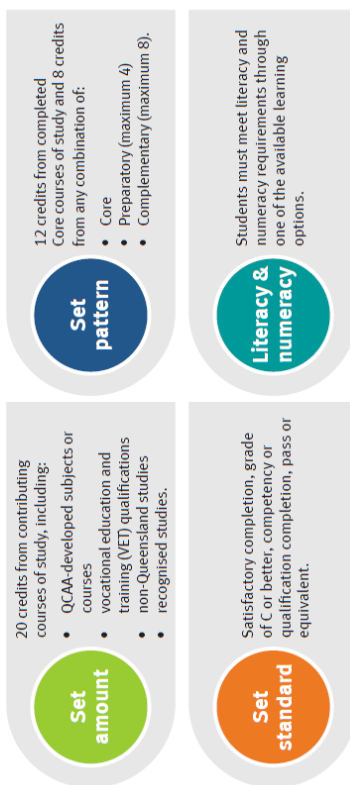 Set
amount
20 credits from contributing
courses of study, including:
• QCAA-developed subjects or
courses
• vocational education and
training (VET) qualifications
• non-Queensland studies
• recognised studies.
Set
pattern
12 credits from completed
Core courses of study and 8 credits
from any combination of:
• Core
• Preparatory (maximum 4)
• Complementary (maximum 8).
Set
standard
Satisfactory completion, grade
of C or better, competency or
qualification completion, pass or
equivalent.
Literacy &
numeracy
Students must meet literacy and
numeracy requirements through
one of the available learning
options.